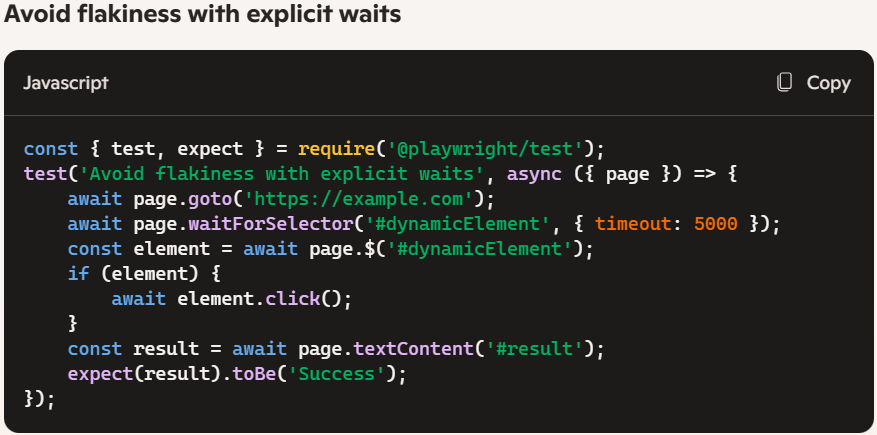 Avoid flakiness with explicit waits
Javascript
Copy
const { test, expect } = require('@playwright/test');
test('Avoid flakiness with explicit waits', async ({ page }) => {
    await page.goto('https://example.com');
    await page.waitForSelector('#dynamicElement', { timeout: 5000 });
    const element = await page.$('#dynamicElement');
    if (element) {
        await element.click();
    }
    const result = await page.textContent('#result');
    expect(result).toBe('Success');
});